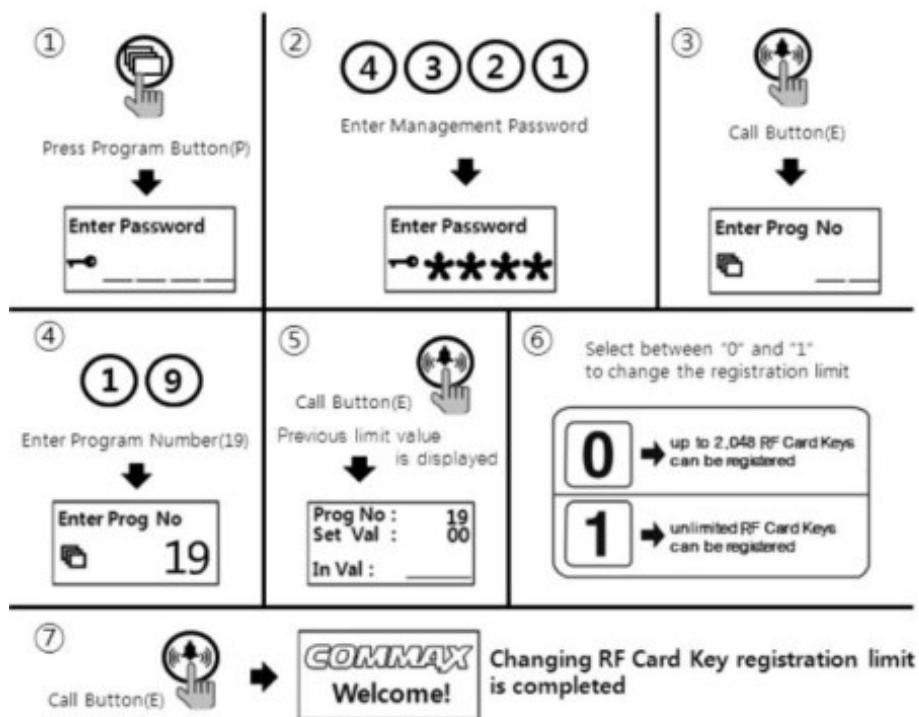 ①
Press Program Button(P)
Enter Password
②
4 3 2 1
Enter Management Password
Enter Password
****
③
Call Button(E)
Enter Prog No
④
1 9
Enter Program Number(19)
Enter Prog No
19
⑤
Call Button(E)
Previous limit value
is displayed
Prog No : 19
Set Val : 00
In Val :
⑥
Select between "0" and "1"
to change the registration limit
0
up to 2,048 RF Card Keys
can be registered
1
unlimited RF Card Keys
can be registered
⑦
Call Button(E)
COMMAX
Welcome!
Changing RF Card Key registration limit
is completed